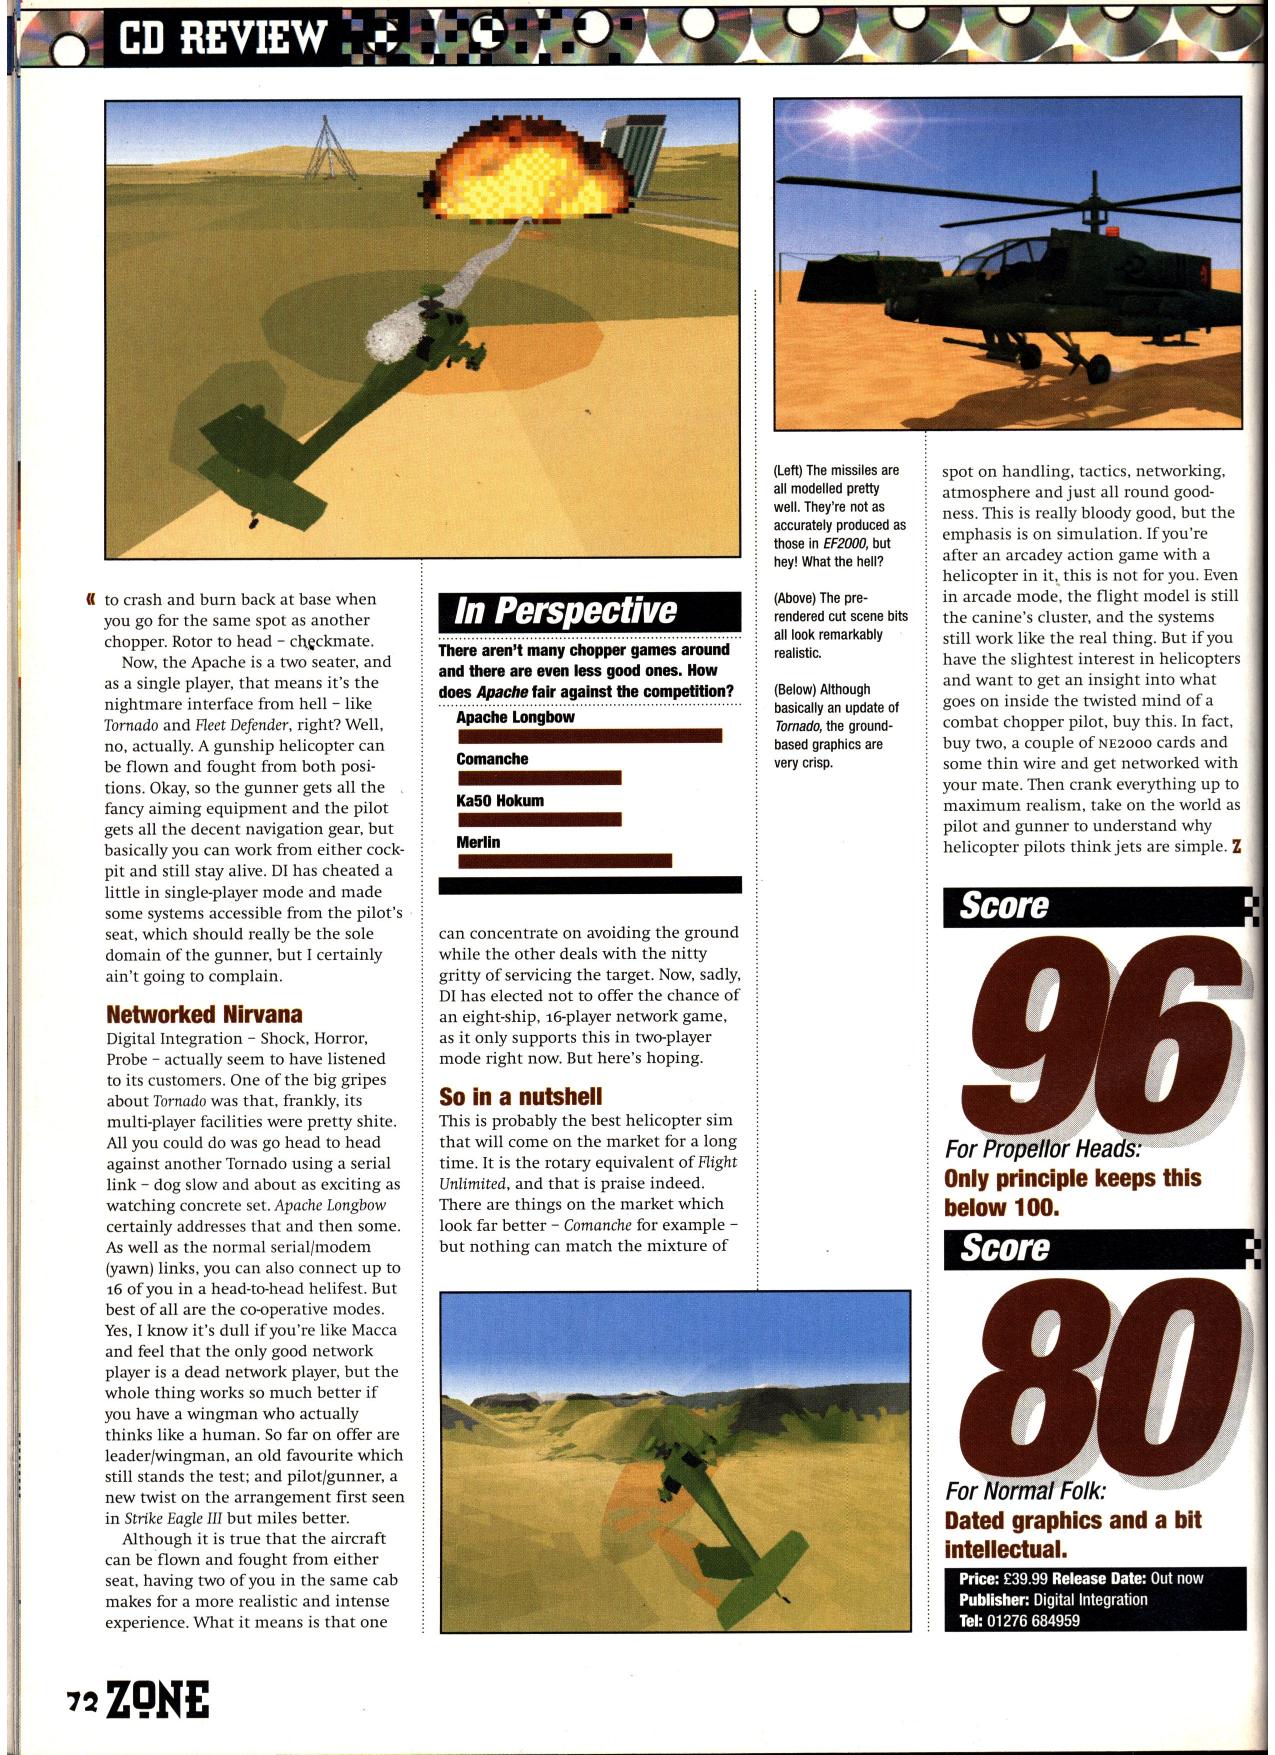 CD REVIEW
« to crash and burn back at base when
you go for the same spot as another
chopper. Rotor to head – checkmate.
Now, the Apache is a two seater, and
as a single player, that means it's the
nightmare interface from hell – like
Tornado and Fleet Defender, right? Well,
no, actually. A gunship helicopter can
be flown and fought from both posi-
tions. Okay, so the gunner gets all the
fancy aiming equipment and the pilot
gets all the decent navigation gear, but
basically you can work from either cock-
pit and still stay alive. DI has cheated a
little in single-player mode and made
some systems accessible from the pilot's
seat, which should really be the sole
domain of the gunner, but I certainly
ain't going to complain.
Networked Nirvana
Digital Integration – Shock, Horror,
Probe – actually seem to have listened
to its customers. One of the big gripes
about Tornado was that, frankly, its
multi-player facilities were pretty shite.
All you could do was go head to head
against another Tornado using a serial
link – dog slow and about as exciting as
watching concrete set. Apache Longbow
certainly addresses that and then some.
As well as the normal serial/modem
(yawn) links, you can also connect up to
16 of you in a head-to-head helifest. But
best of all are the co-operative modes.
Yes, I know it's dull if you're like Macca
and feel that the only good network
player is a dead network player, but the
whole thing works so much better if
you have a wingman who actually
thinks like a human. So far on offer are
leader/wingman, an old favourite which
still stands the test; and pilot/gunner, a
new twist on the arrangement first seen
in Strike Eagle III but miles better.
Although it is true that the aircraft
can be flown and fought from either
seat, having two of you in the same cab
makes for a more realistic and intense
experience. What it means is that one
In Perspective
There aren't many chopper games around
and there are even less good ones. How
does Apache fair against the competition?
Apache Longbow
Comanche
Ka50 Hokum
Merlin
can concentrate on avoiding the ground
while the other deals with the nitty
gritty of servicing the target. Now, sadly,
DI has elected not to offer the chance of
an eight-ship, 16-player network game,
as it only supports this in two-player
mode right now. But here's hoping.
So in a nutshell
This is probably the best helicopter sim
that will come on the market for a long
time. It is the rotary equivalent of Flight
Unlimited, and that is praise indeed.
There are things on the market which
look far better – Comanche for example –
but nothing can match the mixture of
(Left) The missiles are
all modelled pretty
well. They're not as
accurately produced as
those in EF2000, but
hey! What the hell?
(Above) The pre-
rendered cut scene bits
all look remarkably
realistic.
(Below) Although
basically an update of
Tornado, the ground-
based graphics are
very crisp.
spot on handling, tactics, networking,
atmosphere and just all round good-
ness. This is really bloody good, but the
emphasis is on simulation. If you're
after an arcadey action game with a
helicopter in it, this is not for you. Even
in arcade mode, the flight model is still
the canine's cluster, and the systems
still work like the real thing. But if you
have the slightest interest in helicopters
and want to get an insight into what
goes on inside the twisted mind of a
combat chopper pilot, buy this. In fact,
buy two, a couple of NE2000 cards and
some thin wire and get networked with
your mate. Then crank everything up to
maximum realism, take on the world as
pilot and gunner to understand why
helicopter pilots think jets are simple. Z
Score
96
For Propellor Heads:
Only principle keeps this
below 100.
Score
80
For Normal Folk:
Dated graphics and a bit
intellectual.
Price: £39.99 Release Date: Out now
Publisher: Digital Integration
Tel: 01276 684959
72 ZONE